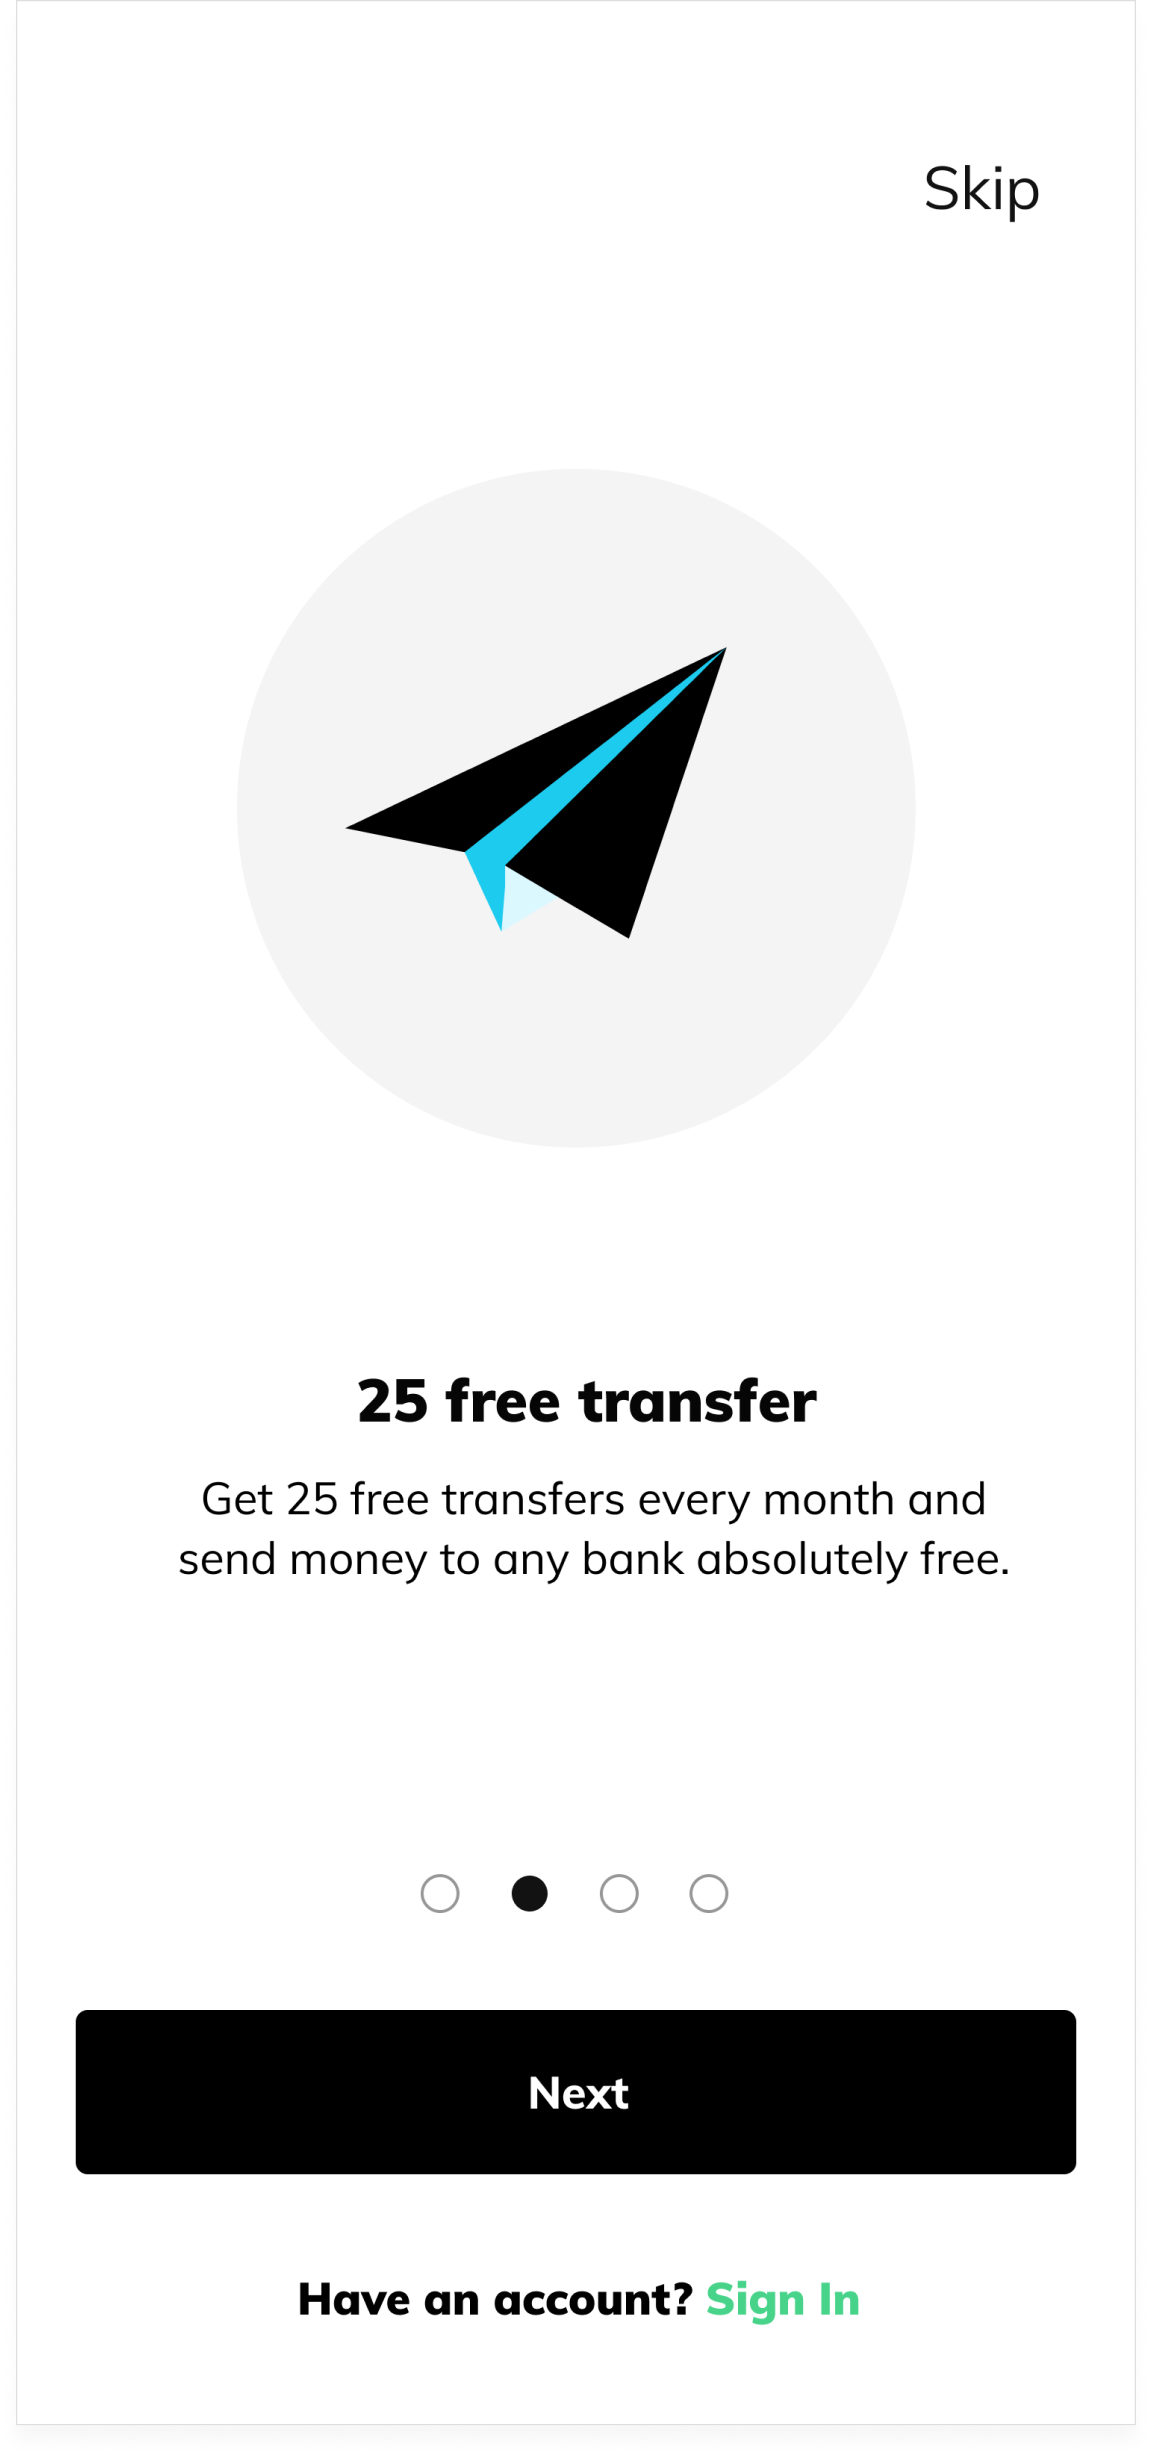 Skip
25 free transfer
Get 25 free transfers every month and
send money to any bank absolutely free.
Next
Have an account? Sign In